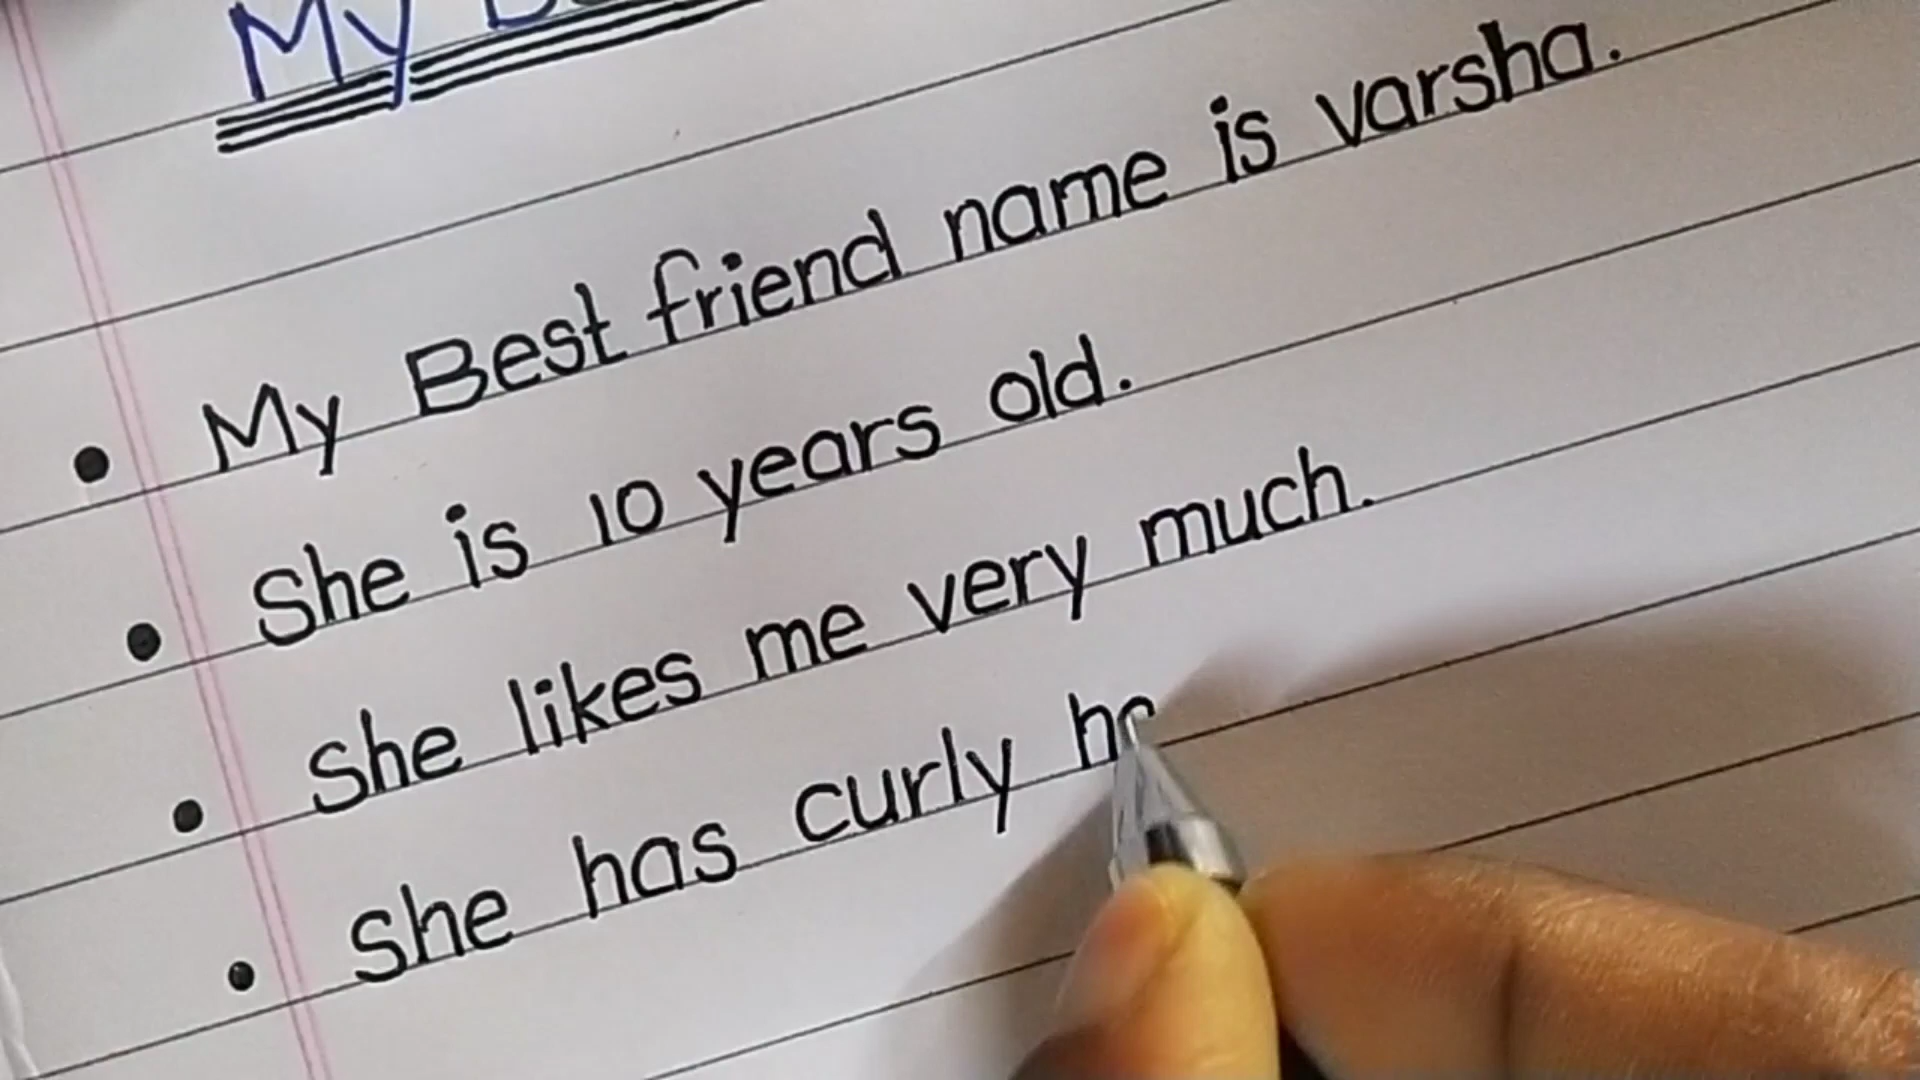 My
My Best friend name is varsha.
She is 10 years old.
She likes me very much.
She has curly